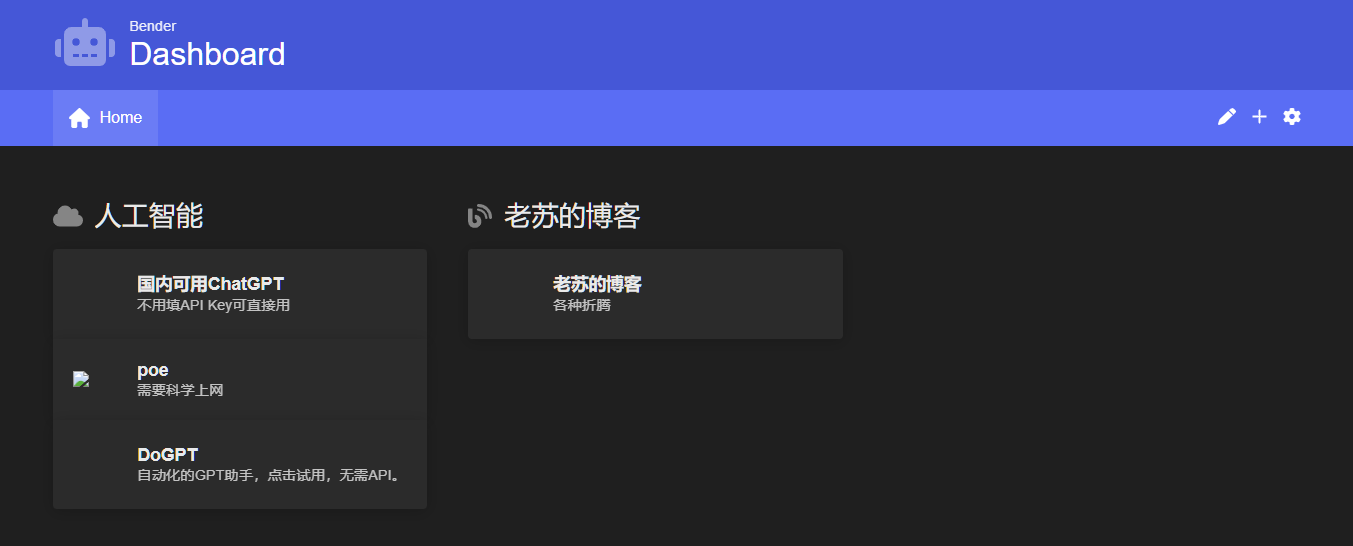 Bender
Dashboard
Home
人工智能
国内可用ChatGPT
不用填API Key可直接用
poe
需要科学上网
DoGPT
自动化的GPT助手，点击试用，无需API。
老苏的博客
老苏的博客
各种折腾